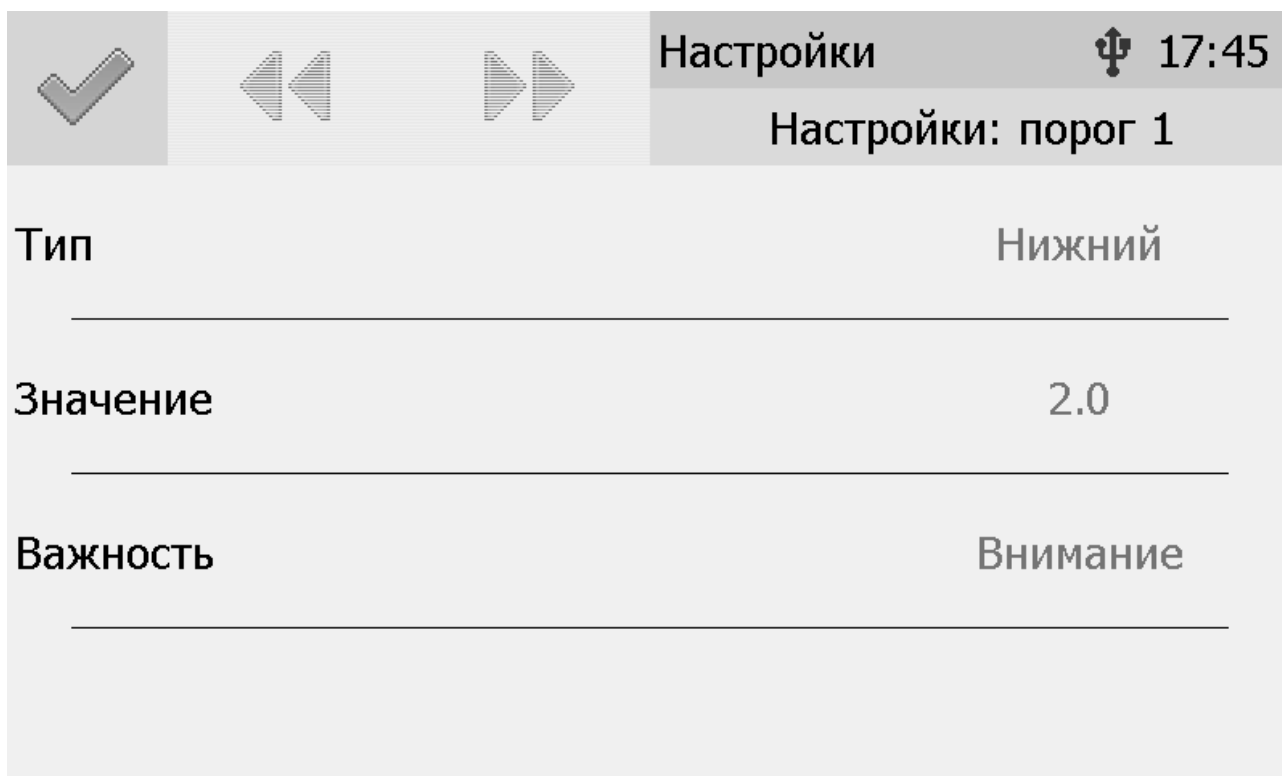 Настройки 17:45
Настройки: порог 1
Тип Нижний
Значение 2.0
Важность Внимание